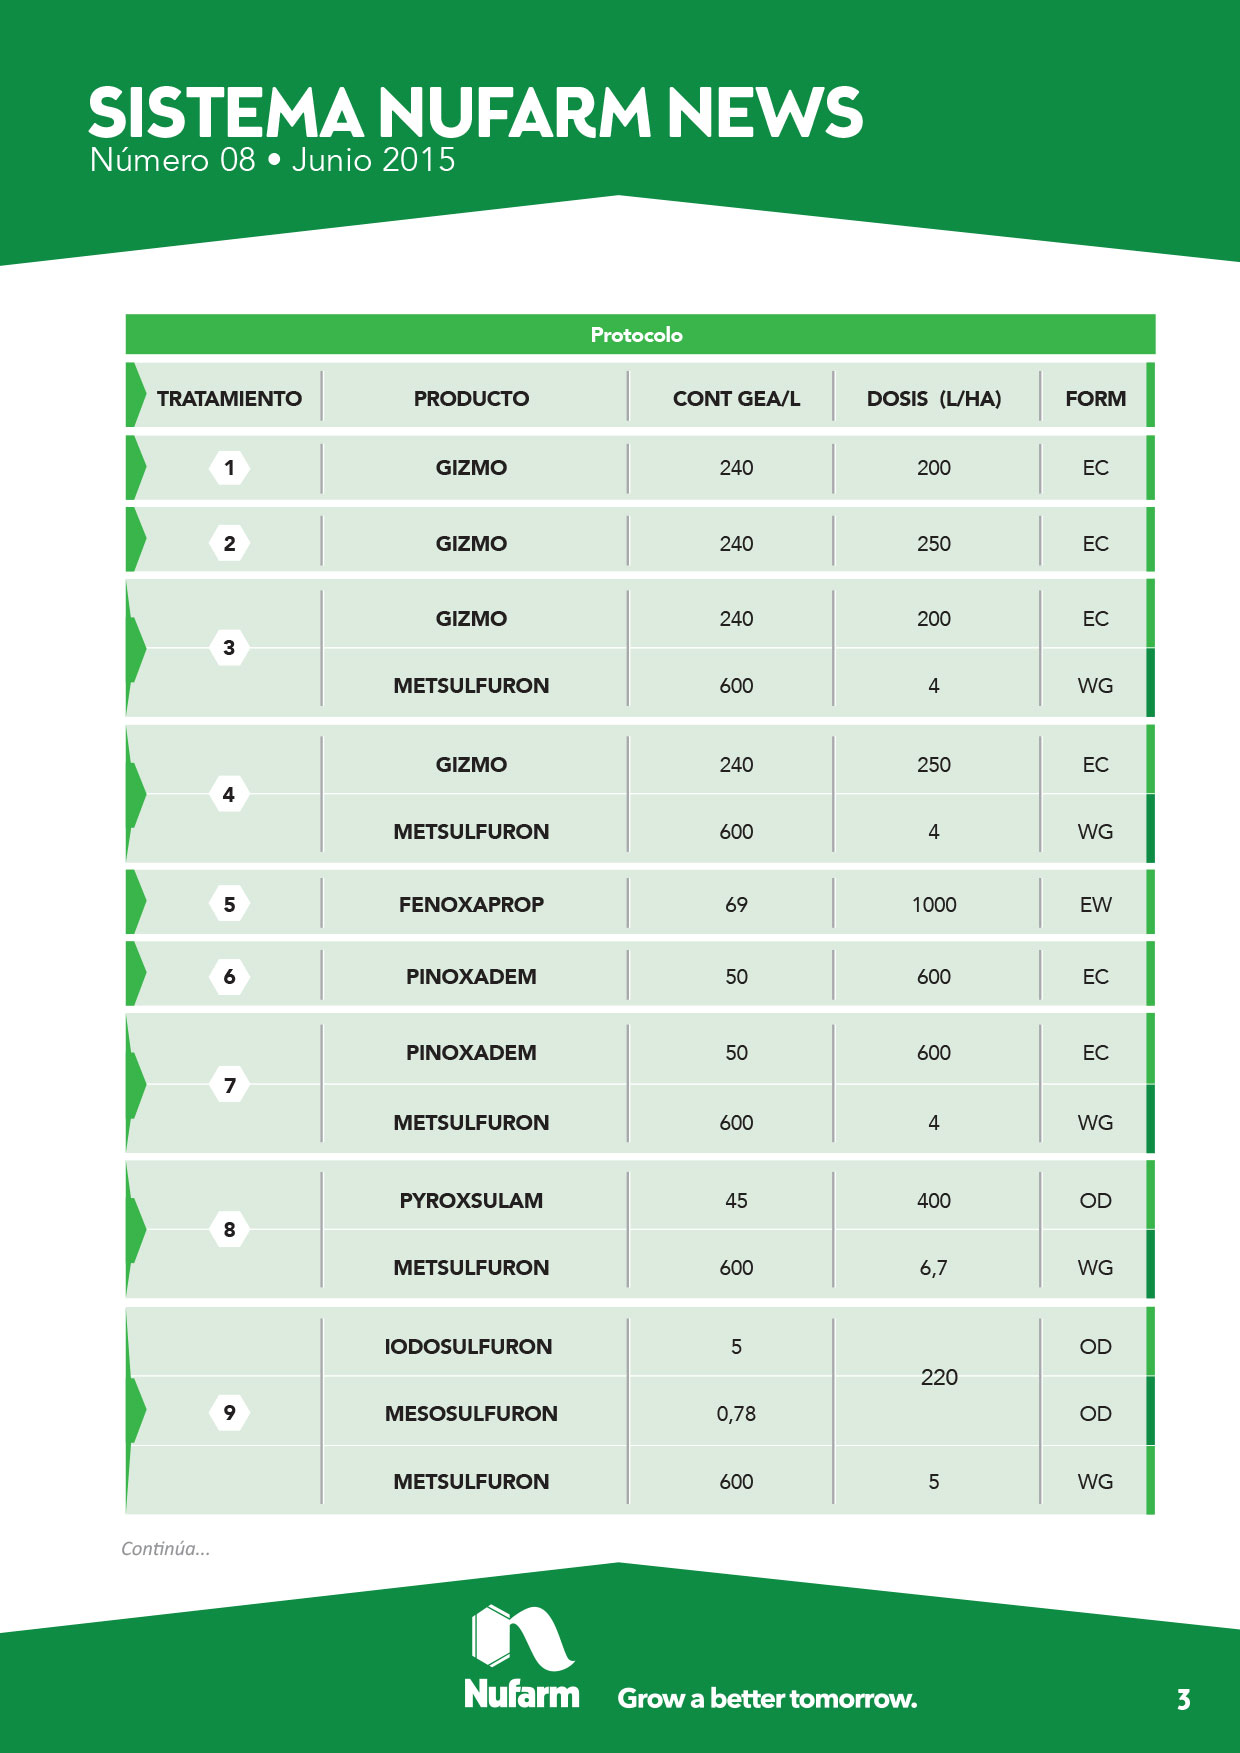 SISTEMA NUFARM NEWS
Número 08 • Junio 2015
Protocolo
TRATAMIENTO PRODUCTO CONT GEA/L DOSIS (L/HA) FORM
1 GIZMO 240 200 EC
2 GIZMO 240 250 EC
3
GIZMO 240 200 EC
METSULFURON 600 4 WG
4
GIZMO 240 250 EC
METSULFURON 600 4 WG
5 FENOXAPROP 69 1000 EW
6 PINOXADEM 50 600 EC
7
PINOXADEM 50 600 EC
METSULFURON 600 4 WG
8
PYROXSULAM 45 400 OD
METSULFURON 600 6,7 WG
9
IODOSULFURON 5 OD
220
MESOSULFURON 0,78 OD
METSULFURON 600 5 WG
Continúa...
Nufarm
Grow a better tomorrow.
3